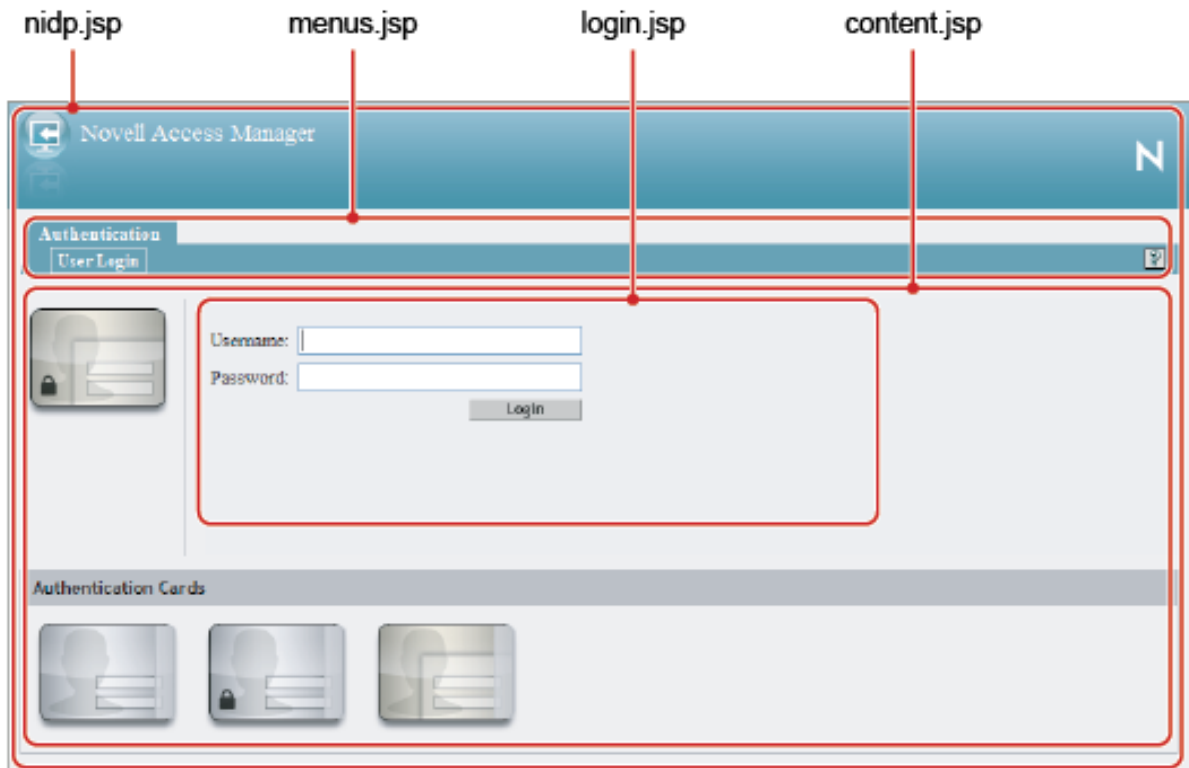 nidp.jsp menus.jsp login.jsp content.jsp
Novell Access Manager
N
Authentication
User Login
?
Username:
Password:
Login
Authentication Cards